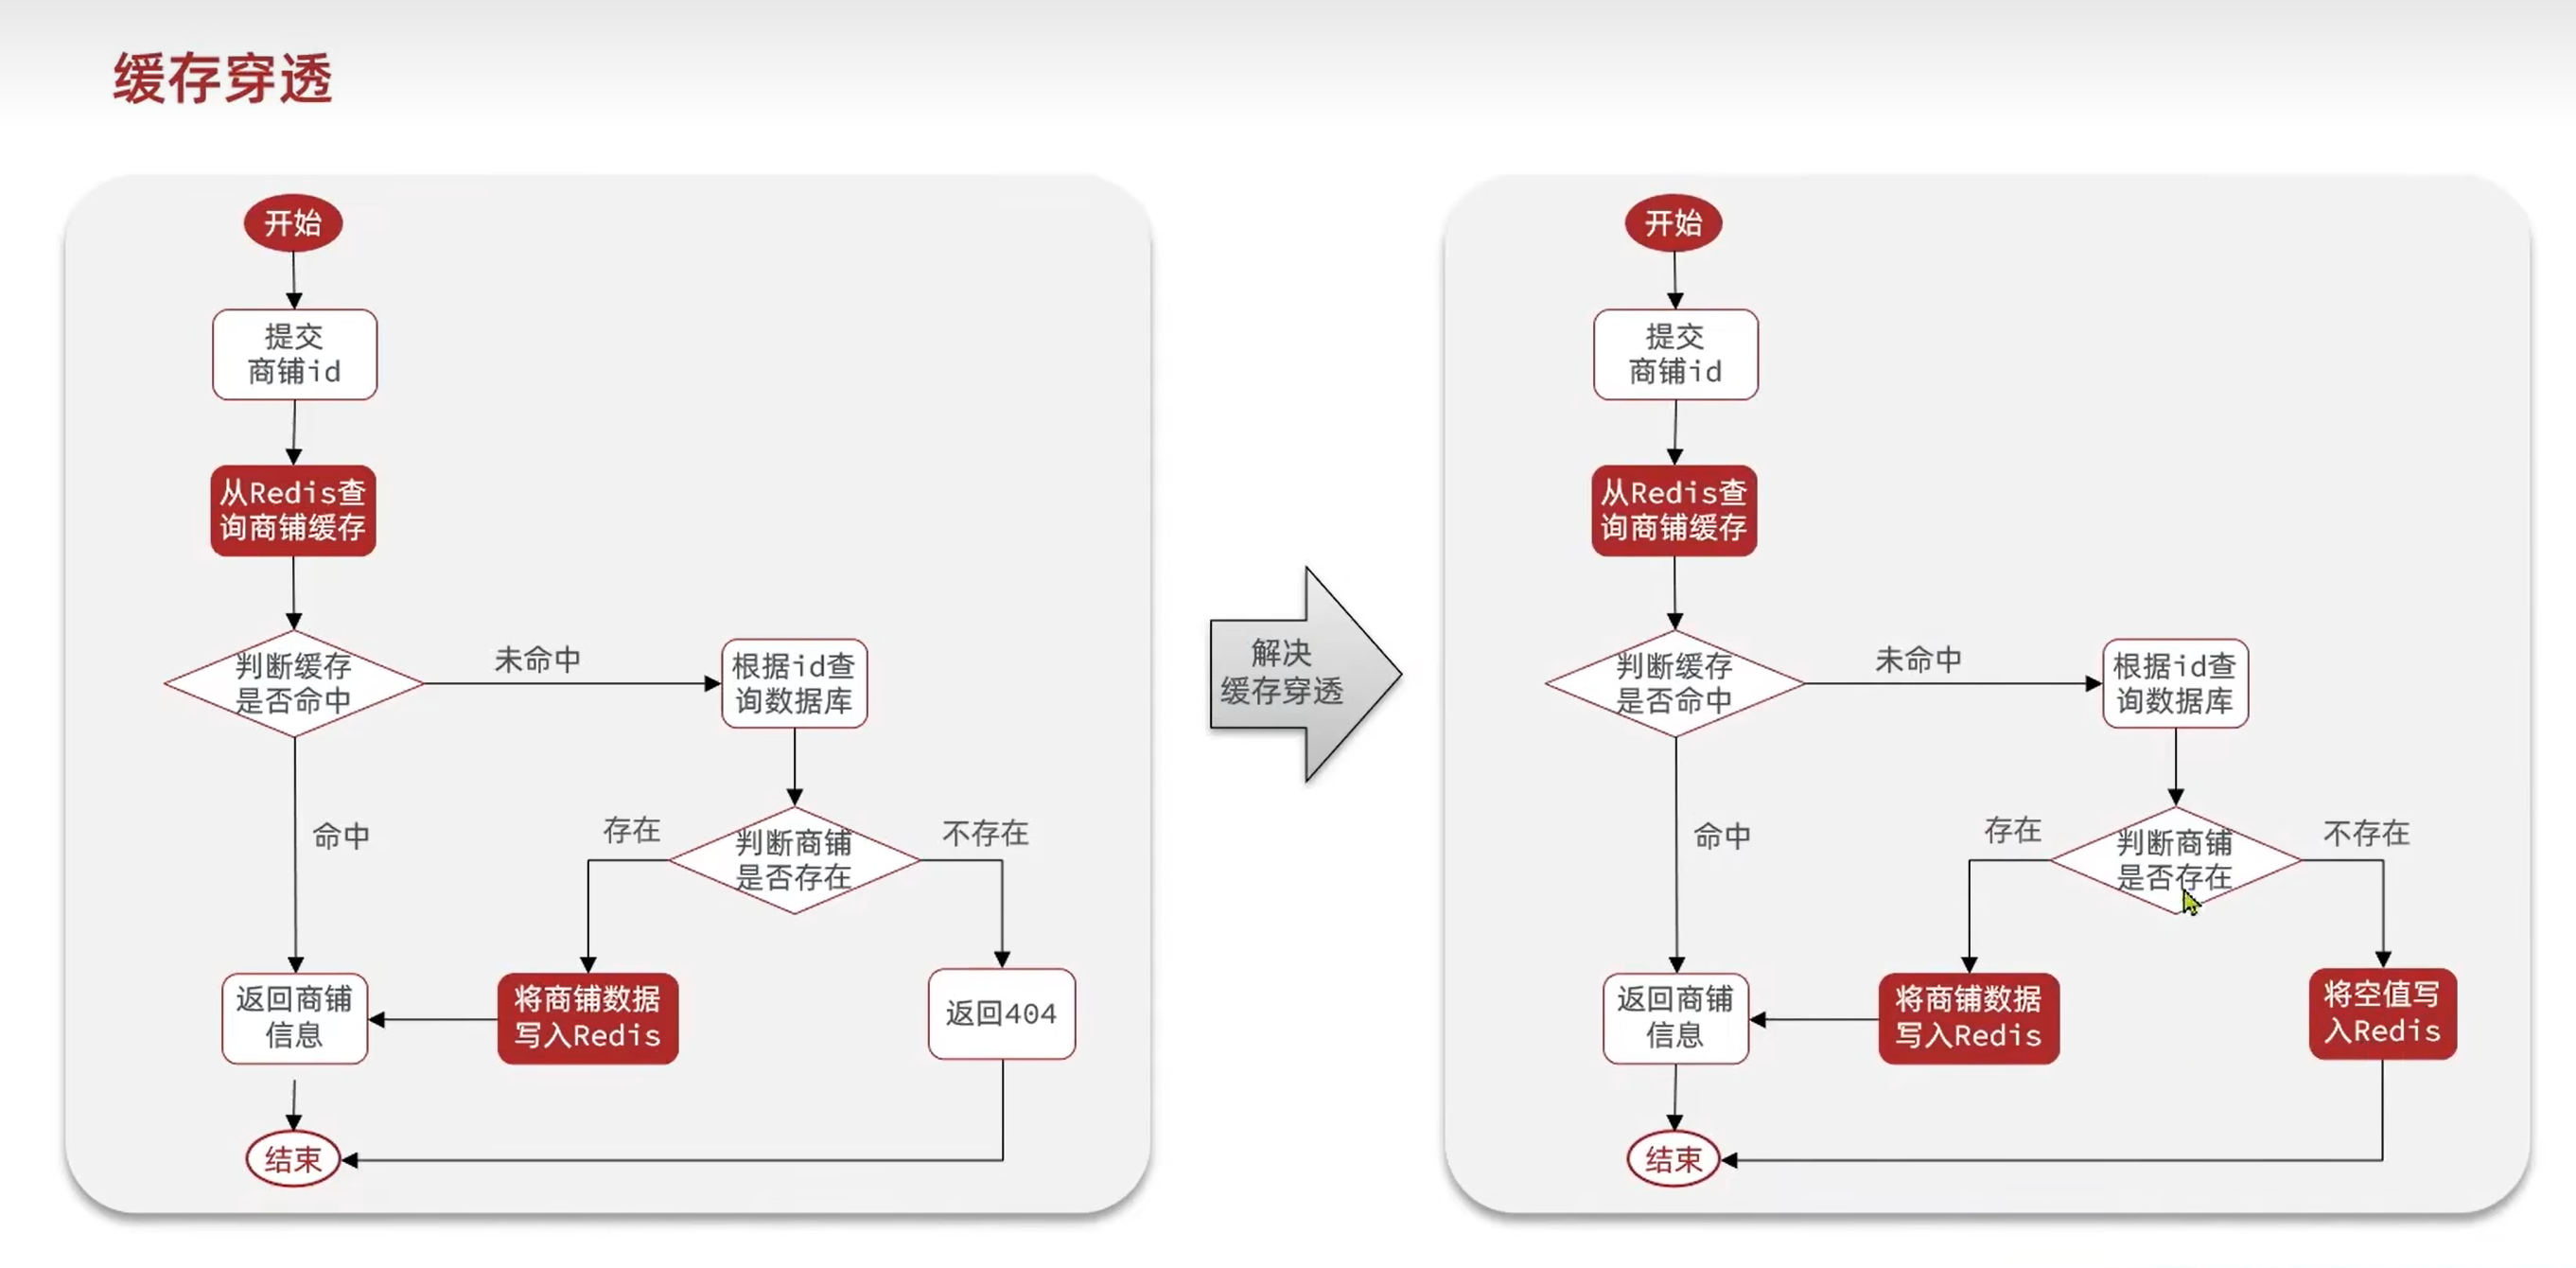 缓存穿透
开始
提交
商铺id
从Redis查
询商铺缓存
判断缓存
是否命中
未命中
根据id查
询数据库
命中
存在
判断商铺
是否存在
不存在
返回商铺
信息
将商铺数据
写入Redis
返回404
结束
解决
缓存穿透
开始
提交
商铺id
从Redis查
询商铺缓存
判断缓存
是否命中
未命中
根据id查
询数据库
命中
存在
判断商铺
是否存在
不存在
返回商铺
信息
将商铺数据
写入Redis
将空值写
入Redis
结束